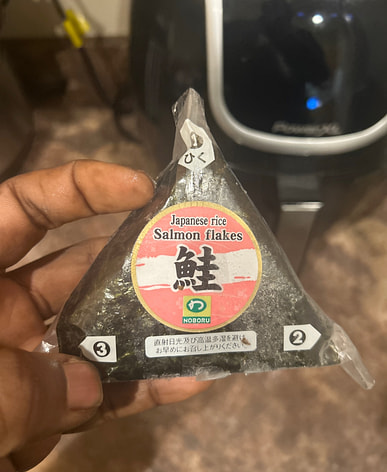 1
ひく
Japanese rice
Salmon flakes
鮭
わ
NOBORU
直射日光及び高温多湿を避け
お早めにお召し上がりください
3
2